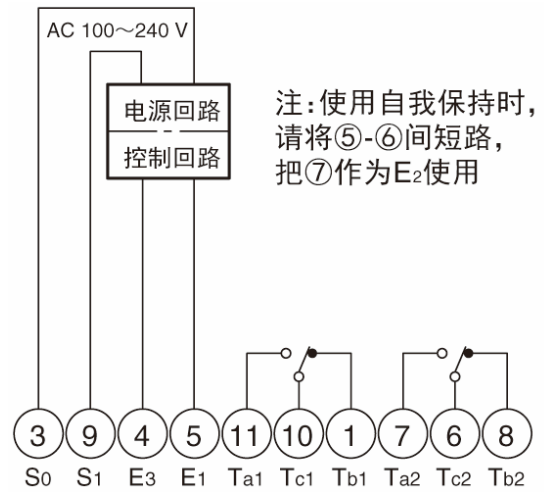 AC 100～240 V
电源回路
控制回路
注:使用自我保持时,
请将⑤-⑥间短路,
把⑦作为E2使用
3 9 4 5 11 10 1 7 6 8
S0 S1 E3 E1 Ta1 Tc1 Tb1 Ta2 Tc2 Tb2